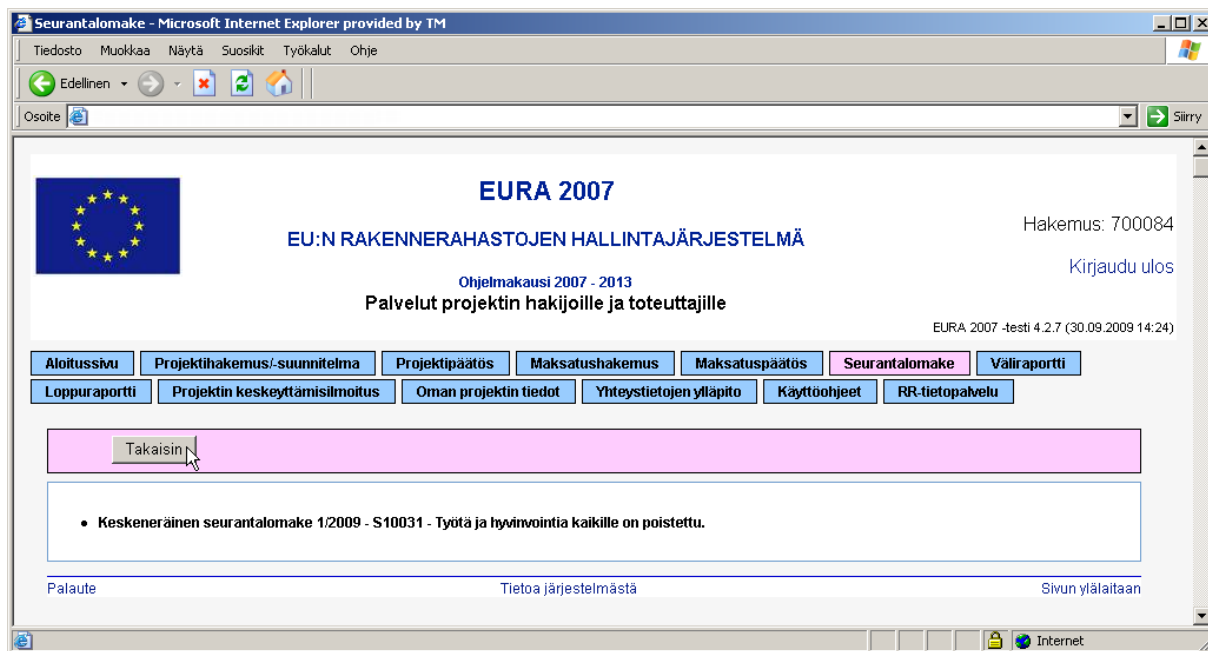 Seurantalomake - Microsoft Internet Explorer provided by TM
Tiedosto Muokkaa Näytä Suosikit Työkalut Ohje
Edellinen
Osoite Siirry
EURA 2007
EU:N RAKENNERAHASTOJEN HALLINTAJÄRJESTELMÄ
Hakemus: 700084
Kirjaudu ulos
Ohjelmakausi 2007 - 2013
Palvelut projektin hakijoille ja toteuttajille
EURA 2007 -testi 4.2.7 (30.09.2009 14:24)
Aloitussivu Projektihakemus/-suunnitelma Projektipäätös Maksatushakemus Maksatuspäätös Seurantalomake Väliraportti
Loppuraportti Projektin keskeyttämisilmoitus Oman projektin tiedot Yhteystietojen ylläpito Käyttöohjeet RR-tietopalvelu
Takaisin
• Keskeneräinen seurantalomake 1/2009 - S10031 - Työtä ja hyvinvointia kaikille on poistettu.
Palaute Tietoa järjestelmästä Sivun ylälaitaan
Internet